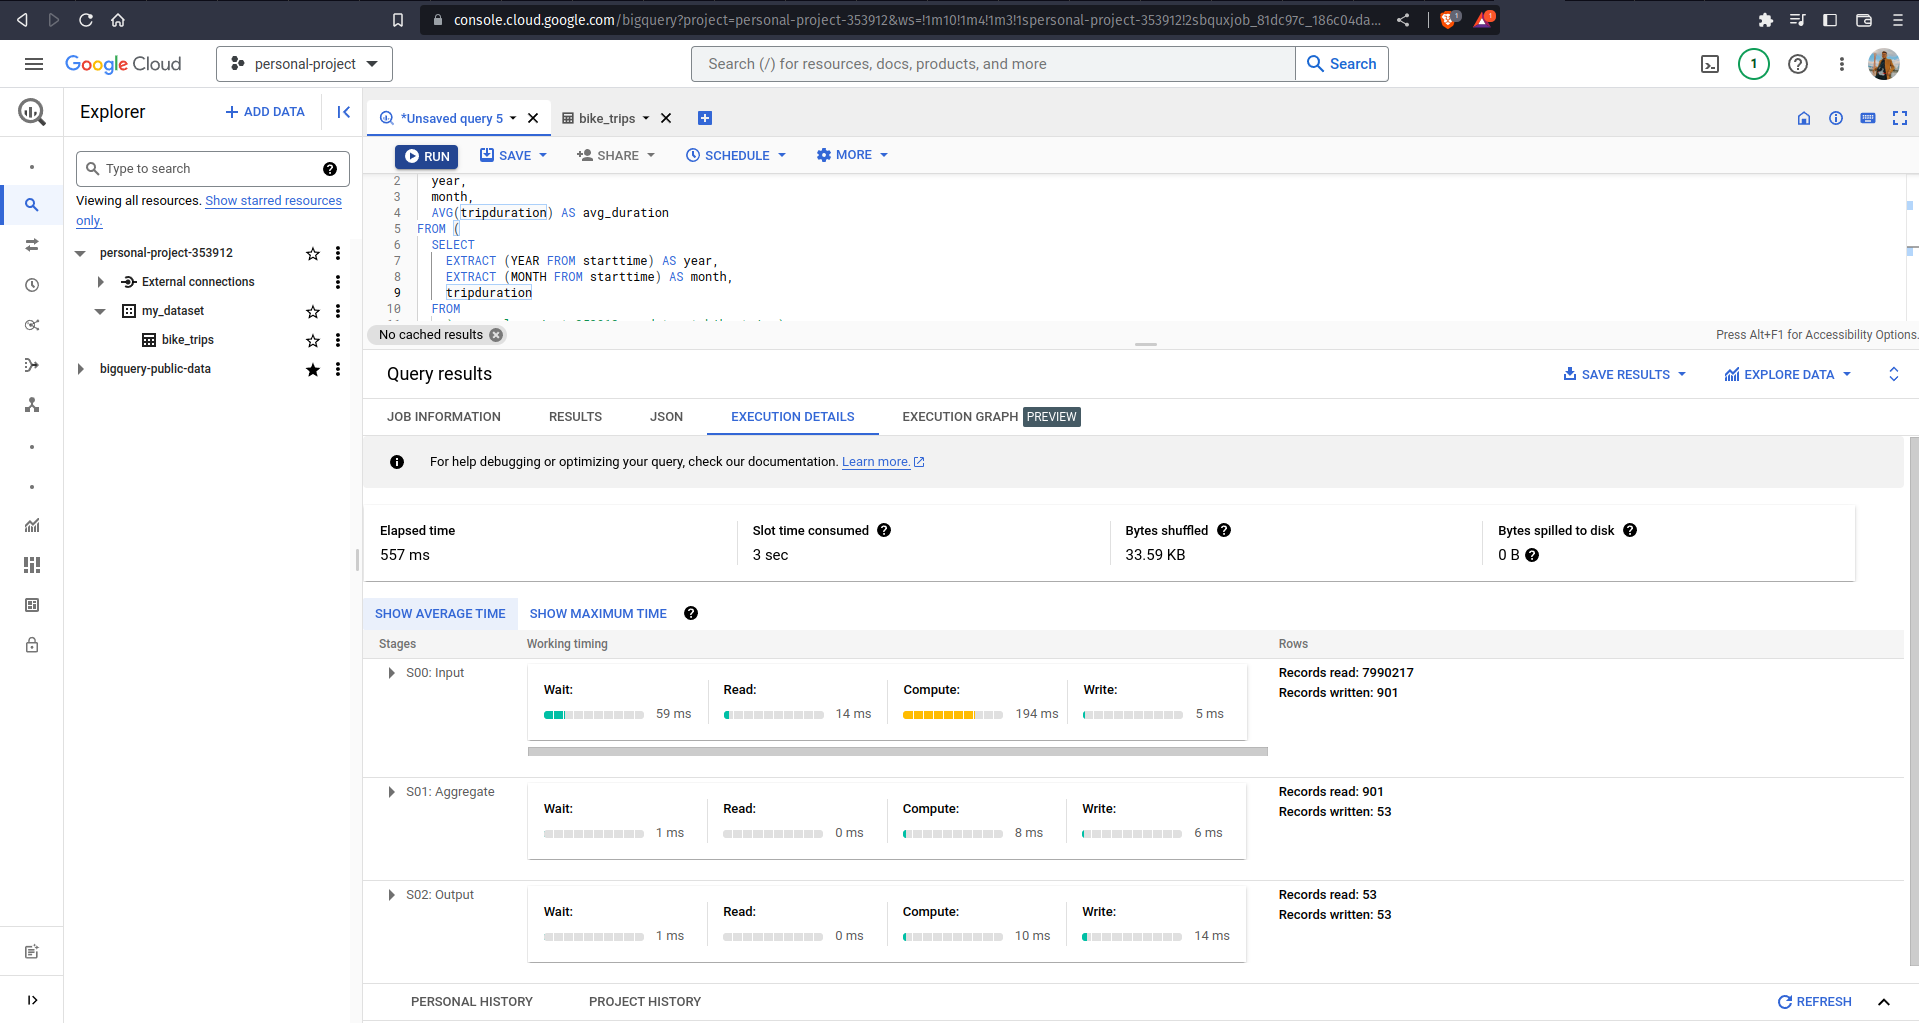 console.cloud.google.com/bigquery?project=personal-project-353912&ws=!1m10!1m4!1m3!1spersonal-project-353912!2sbquxjob_81dc97c_186c04da...
1
1
Google Cloud
personal-project
Search (/) for resources, docs, products, and more
Search
1
Explorer
ADD DATA
*Unsaved query 5
bike_trips
RUN
SAVE
SHARE
SCHEDULE
MORE
Type to search
Viewing all resources. Show starred resources
only.
personal-project-353912
External connections
my_dataset
bike_trips
bigquery-public-data
2 year,
3 month,
4 AVG(tripduration) AS avg_duration
5 FROM (
6 SELECT
7 EXTRACT (YEAR FROM starttime) AS year,
8 EXTRACT (MONTH FROM starttime) AS month,
9 tripduration
10 FROM
No cached results
Press Alt+F1 for Accessibility Options.
Query results
SAVE RESULTS
EXPLORE DATA
JOB INFORMATION
RESULTS
JSON
EXECUTION DETAILS
EXECUTION GRAPH PREVIEW
For help debugging or optimizing your query, check our documentation. Learn more.
Elapsed time
557 ms
Slot time consumed
3 sec
Bytes shuffled
33.59 KB
Bytes spilled to disk
0 B
SHOW AVERAGE TIME
SHOW MAXIMUM TIME
Stages
Working timing
Rows
S00: Input
Wait:
59 ms
Read:
14 ms
Compute:
194 ms
Write:
5 ms
Records read: 7990217
Records written: 901
S01: Aggregate
Wait:
1 ms
Read:
0 ms
Compute:
8 ms
Write:
6 ms
Records read: 901
Records written: 53
S02: Output
Wait:
1 ms
Read:
0 ms
Compute:
10 ms
Write:
14 ms
Records read: 53
Records written: 53
PERSONAL HISTORY
PROJECT HISTORY
REFRESH